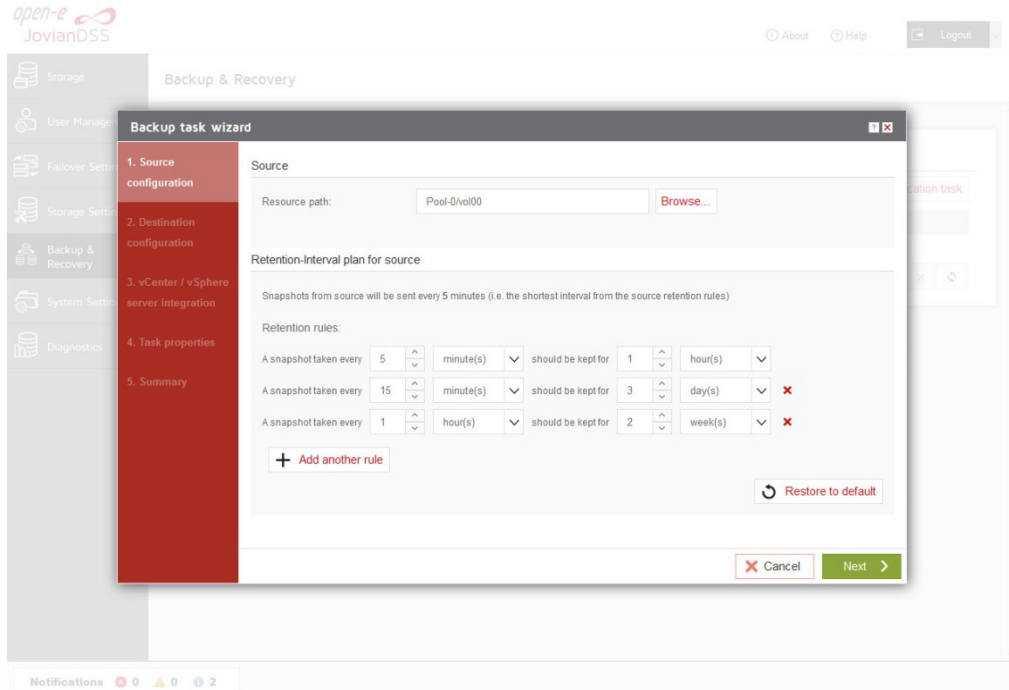 open-e
JovianDSS
About
Help
Logout
Storage
Backup & Recovery
User Manage
Failover Settin
Storage Settin
Backup &
Recovery
System Settin
Diagnostics
cation task
Backup task wizard
?
1. Source
configuration
2. Destination
configuration
3. vCenter / vSphere
server integration
4. Task properties
5. Summary
Source
Resource path: Pool-0/vol00 Browse...
Retention-Interval plan for source
Snapshots from source will be sent every 5 minutes (i.e. the shortest interval from the source retention rules)
Retention rules:
A snapshot taken every 5 minute(s) should be kept for 1 hour(s)
A snapshot taken every 15 minute(s) should be kept for 3 day(s)
A snapshot taken every 1 hour(s) should be kept for 2 week(s)
Add another rule
Restore to default
Cancel Next
Notifications 0 0 2